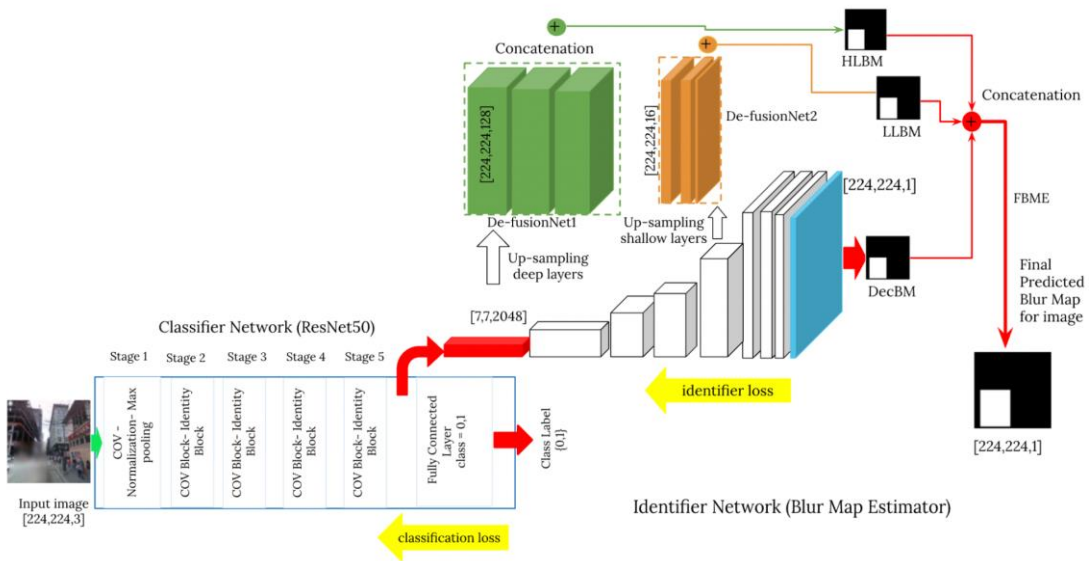 Concatenation
[224,224,128]
De-fusionNet1
Up-sampling
deep layers
[224,224,16]
De-fusionNet2
Up-sampling
shallow layers
[224,224,1]
HLBM
LLBM
DecBM
Concatenation
FBME
Final
Predicted
Blur Map
for image
[224,224,1]
[7,7,2048]
identifier loss
Identifier Network (Blur Map Estimator)
Classifier Network (ResNet50)
Stage 1
Stage 2
Stage 3
Stage 4
Stage 5
COV -
Normalization- Max
pooling
COV Block- Identity
Block
COV Block- Identity
Block
COV Block- Identity
Block
COV Block- Identity
Block
Fully Connected
Layer
class = 0,1
Class Label
{0,1}
Input image
[224,224,3]
classification loss